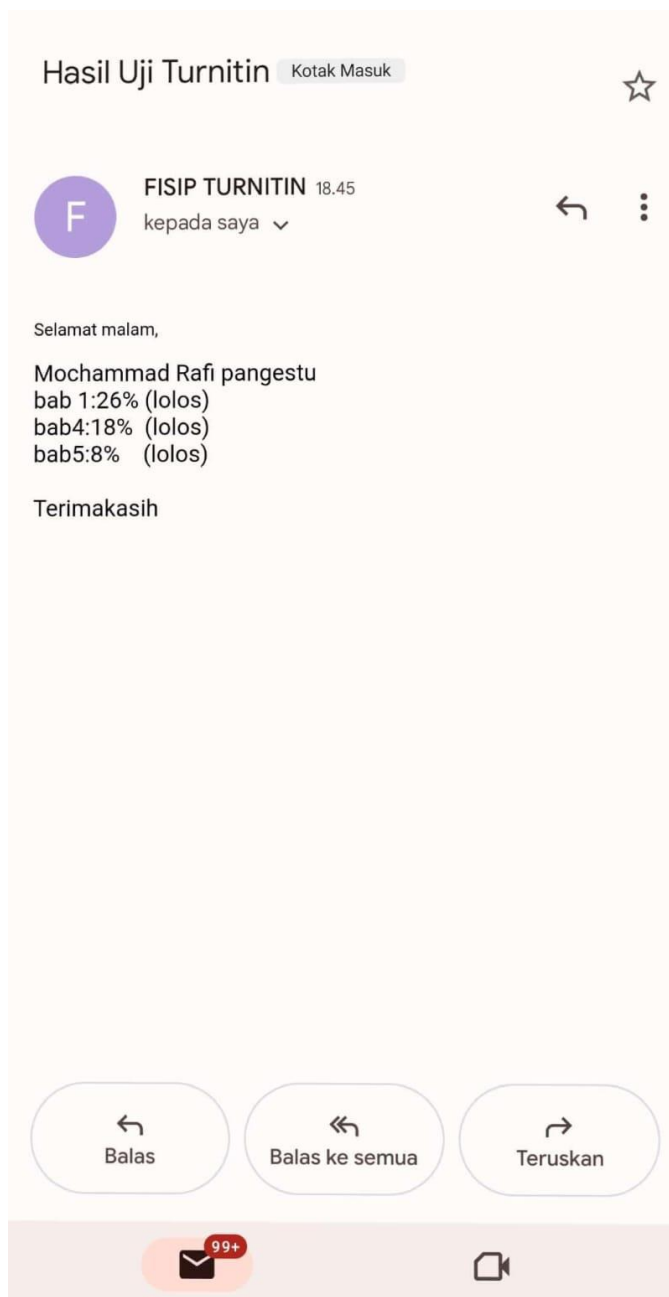 Hasil Uji Turnitin Kotak Masuk
F
FISIP TURNITIN 18.45
kepada saya
Selamat malam,
Mochammad Rafi pangestu
bab 1:26% (lolos)
bab4:18% (lolos)
bab5:8% (lolos)
Terimakasih
Balas
Balas ke semua
Teruskan
99+